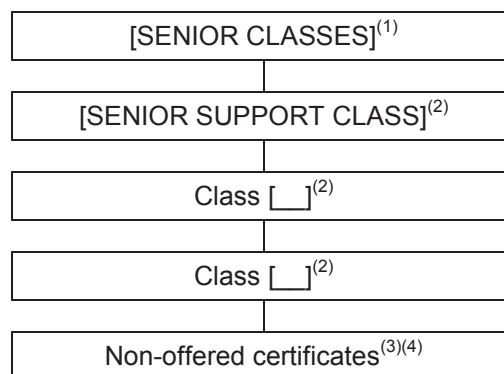 [SENIOR CLASSES](1)
[SENIOR SUPPORT CLASS](2)
Class [__](2)
Class [__](2)
Non-offered certificates(3)(4)